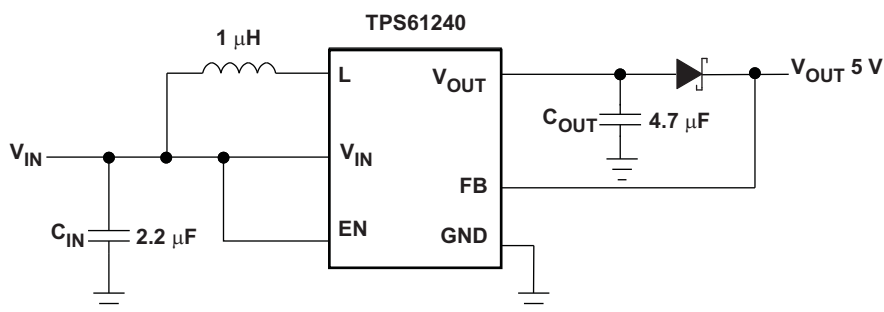 TPS61240
1 μH
L
VOUT
VOUT 5 V
COUT
4.7 μF
VIN
VIN
FB
CIN
2.2 μF
EN
GND